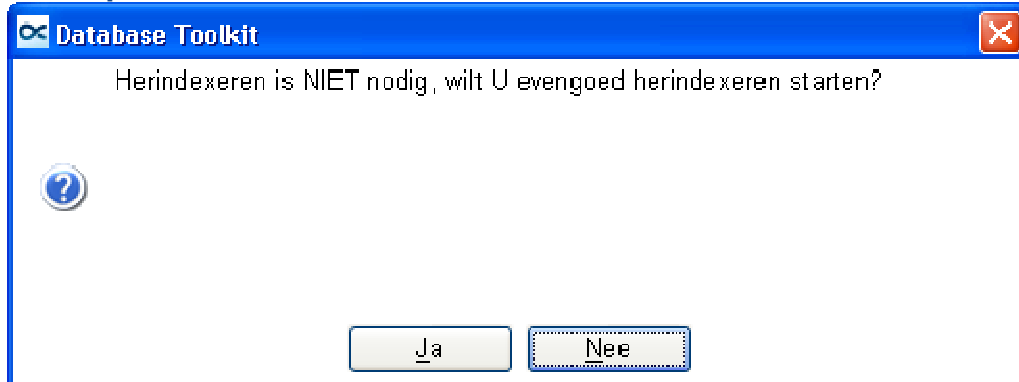 Database Toolkit
Herindexeren is NIET nodig, wilt U evengoed herindexeren starten?
Ja
Nee